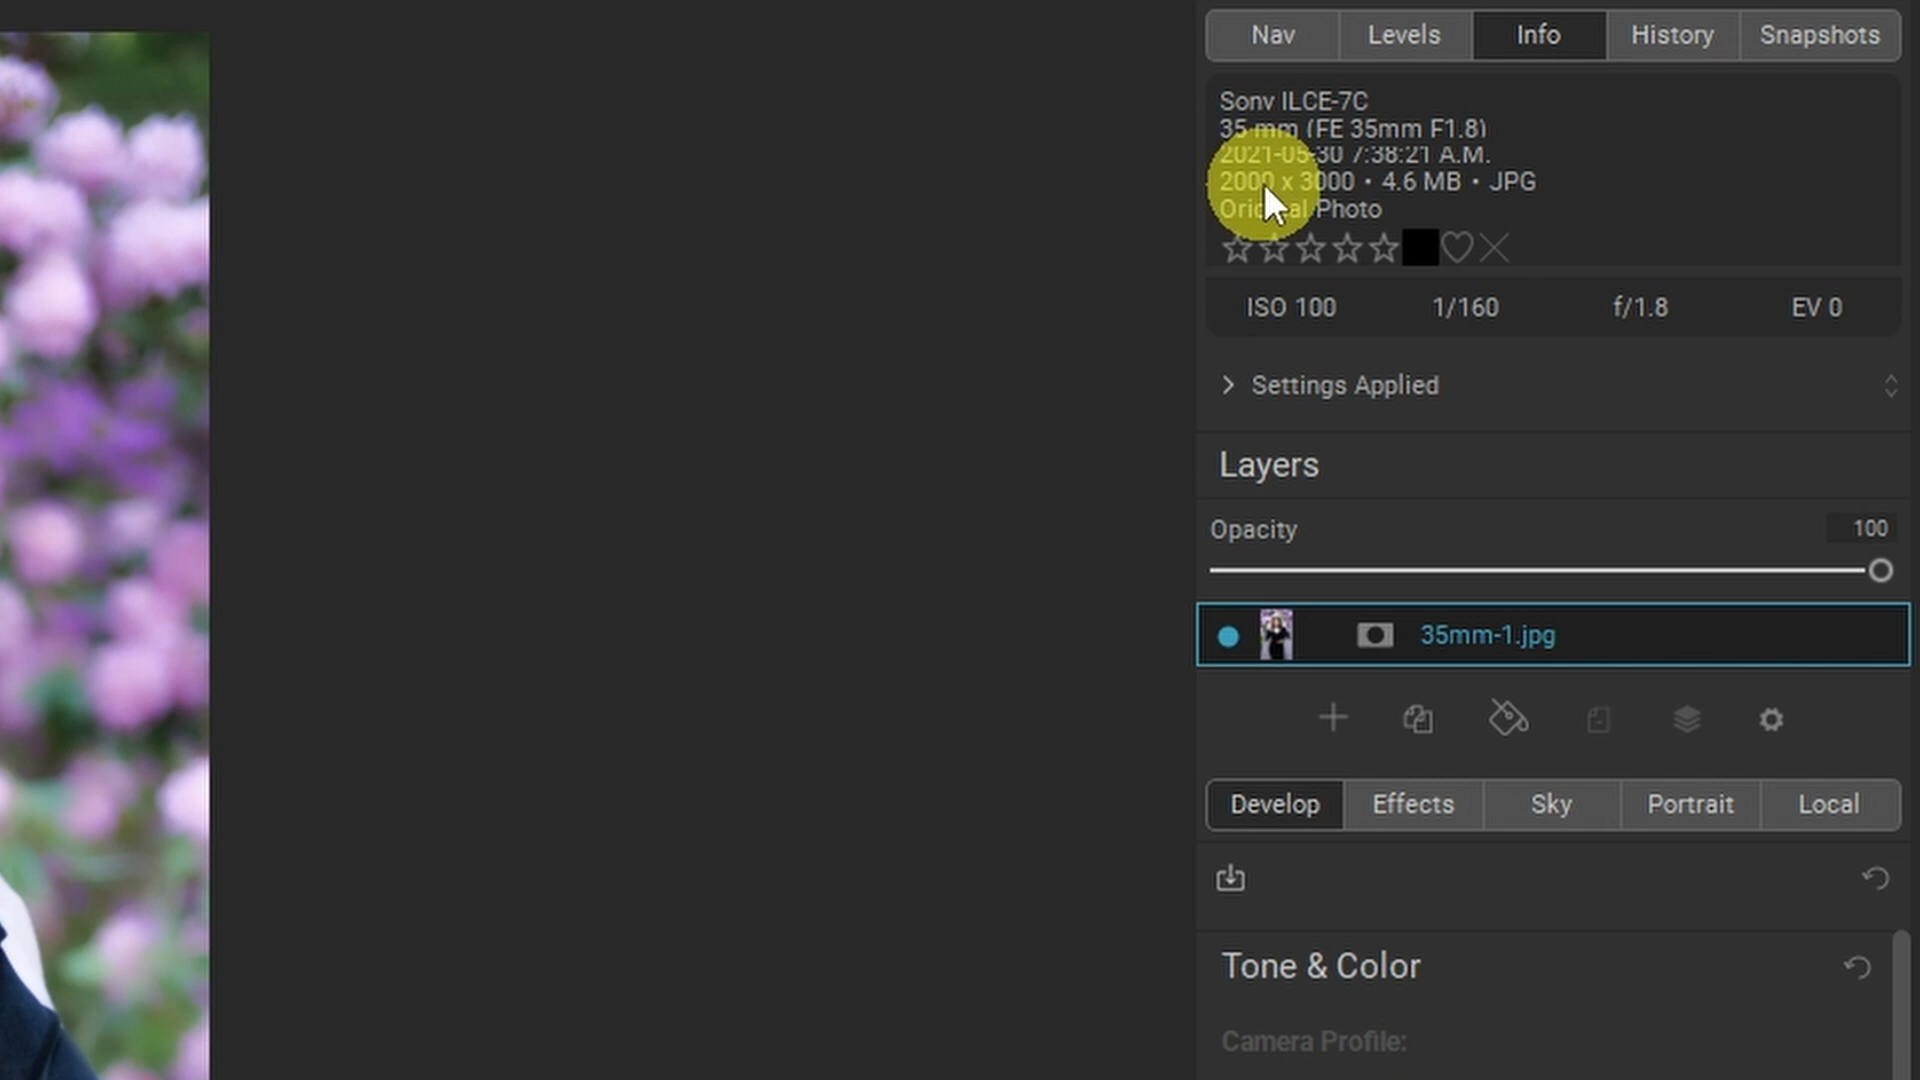 Nav Levels Info History Snapshots
Sony ILCE-7C
35 mm (FE 35mm F1.8)
2021-05-30 7:38:21 A.M.
2000 x 3000 • 4.6 MB • JPG
Original Photo
ISO 100 1/160 f/1.8 EV 0
Settings Applied
Layers
Opacity 100
35mm-1.jpg
Develop Effects Sky Portrait Local
Tone & Color
Camera Profile: